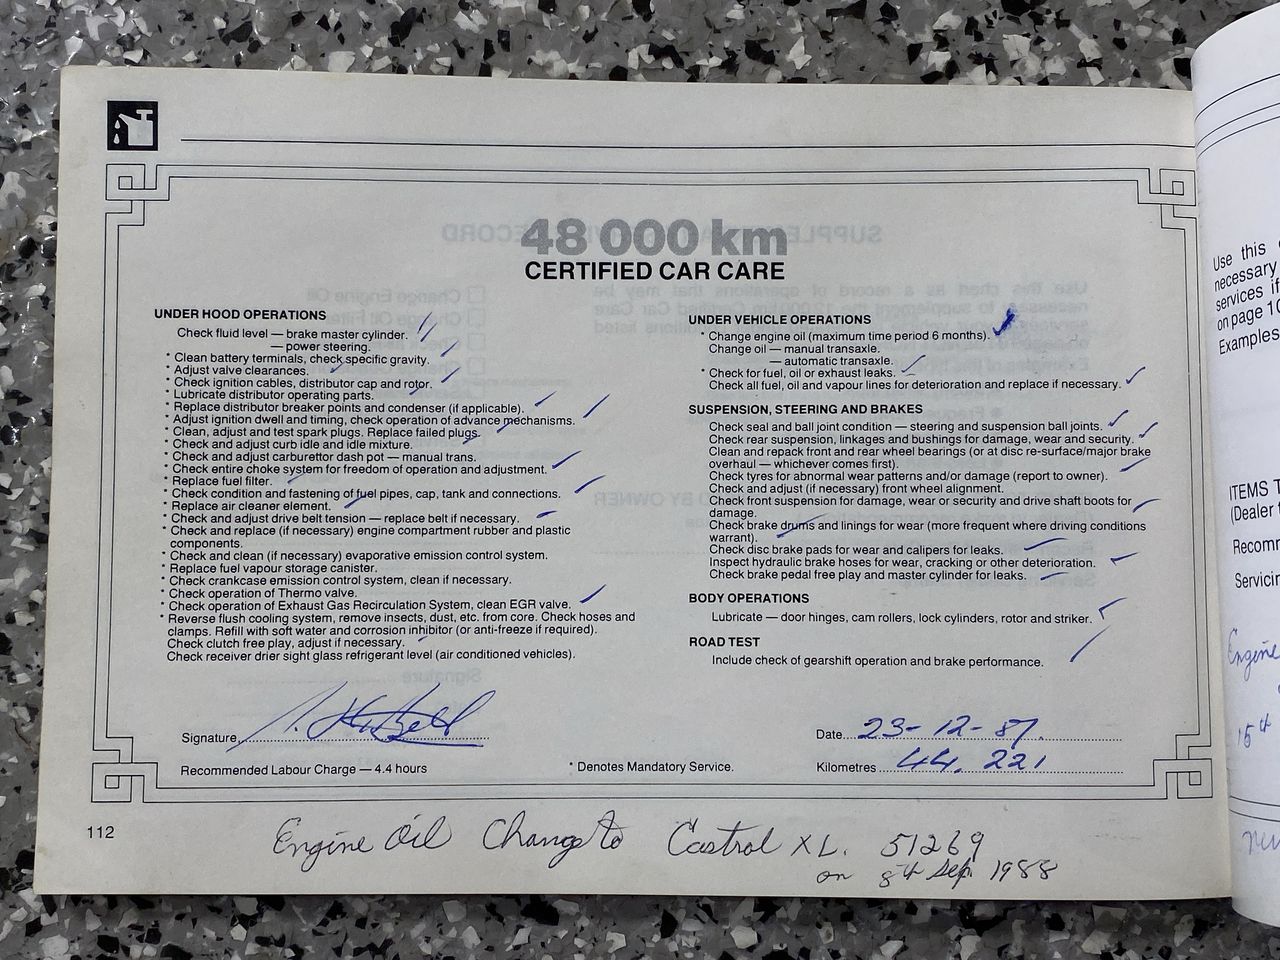 48 000 km
CERTIFIED CAR CARE
UNDER HOOD OPERATIONS
Check fluid level — brake master cylinder.
— power steering.
* Clean battery terminals, check specific gravity.
* Adjust valve clearances.
* Check ignition cables, distributor cap and rotor.
* Lubricate distributor operating parts.
* Replace distributor breaker points and condenser (if applicable).
* Adjust ignition dwell and timing, check operation of advance mechanisms.
* Clean, adjust and test spark plugs. Replace failed plugs.
* Check and adjust curb idle and idle mixture.
* Check and adjust carburettor dash pot — manual trans.
* Check entire choke system for freedom of operation and adjustment.
* Replace fuel filter.
* Check condition and fastening of fuel pipes, cap, tank and connections.
* Replace air cleaner element.
* Check and adjust drive belt tension — replace belt if necessary.
* Check and replace (if necessary) engine compartment rubber and plastic
components.
* Check and clean (if necessary) evaporative emission control system.
* Replace fuel vapour storage canister.
* Check crankcase emission control system, clean if necessary.
* Check operation of Thermo valve.
* Check operation of Exhaust Gas Recirculation System, clean EGR valve.
* Reverse flush cooling system, remove insects, dust, etc. from core. Check hoses and
clamps. Refill with soft water and corrosion inhibitor (or anti-freeze if required).
Check clutch free play, adjust if necessary.
Check receiver drier sight glass refrigerant level (air conditioned vehicles).
UNDER VEHICLE OPERATIONS
* Change engine oil (maximum time period 6 months).
Change oil — manual transaxle.
— automatic transaxle.
* Check for fuel, oil or exhaust leaks.
Check all fuel, oil and vapour lines for deterioration and replace if necessary.
SUSPENSION, STEERING AND BRAKES
Check seal and ball joint condition — steering and suspension ball joints.
Check rear suspension, linkages and bushings for damage, wear and security.
Clean and repack front and rear wheel bearings (or at disc re-surface/major brake
overhaul — whichever comes first).
Check tyres for abnormal wear patterns and/or damage (report to owner).
Check and adjust (if necessary) front wheel alignment.
Check front suspension for damage, wear or security and drive shaft boots for
damage.
Check brake drums and linings for wear (more frequent where driving conditions
warrant).
Check disc brake pads for wear and calipers for leaks.
Inspect hydraulic brake hoses for wear, cracking or other deterioration.
Check brake pedal free play and master cylinder for leaks.
BODY OPERATIONS
Lubricate — door hinges, cam rollers, lock cylinders, rotor and striker.
ROAD TEST
Include check of gearshift operation and brake performance.
Signature
Date 23-12-87.
Recommended Labour Charge — 4.4 hours
* Denotes Mandatory Service.
Kilometres 44.221
112
Engine Oil Change to Castrol XL. 51269
on 8th Sep 1988
Use this
necessary
services if
on page 10
Examples
ITEMS T
(Dealer
Recomm
Servicin
Engine
15th